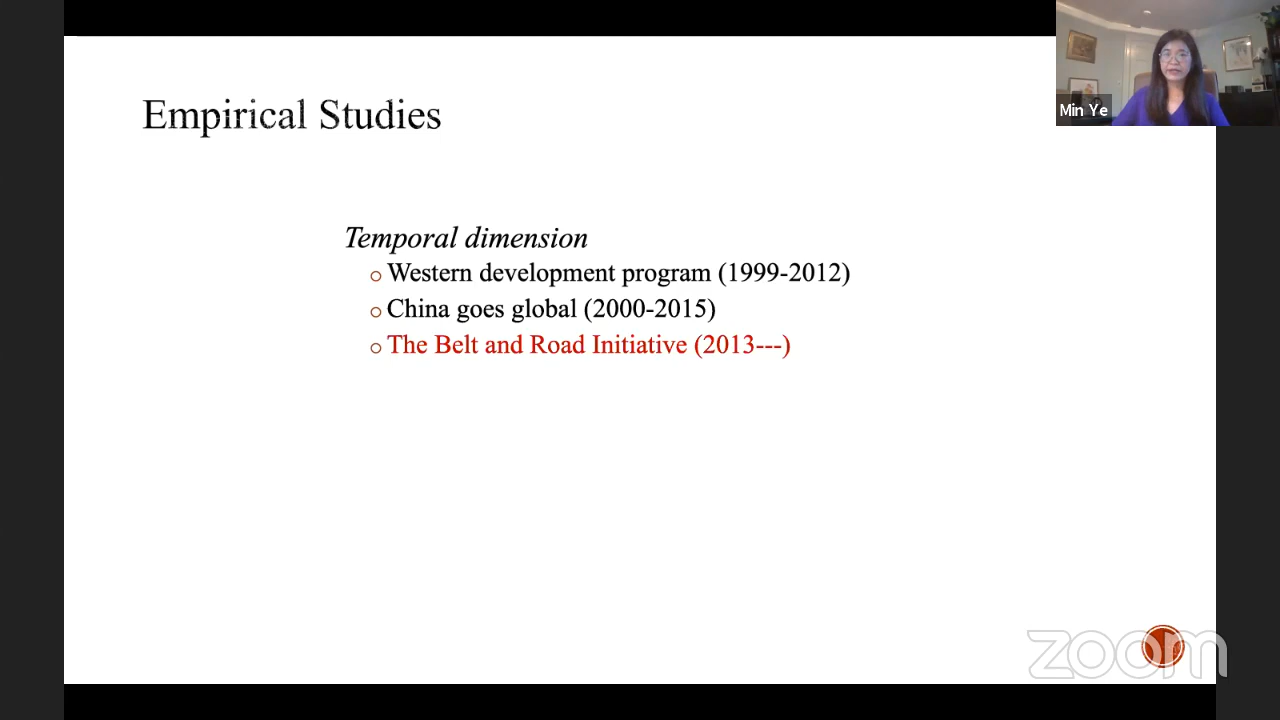 Empirical Studies
Min Ye
Temporal dimension
Western development program (1999-2012)
China goes global (2000-2015)
The Belt and Road Initiative (2013---)
zoom